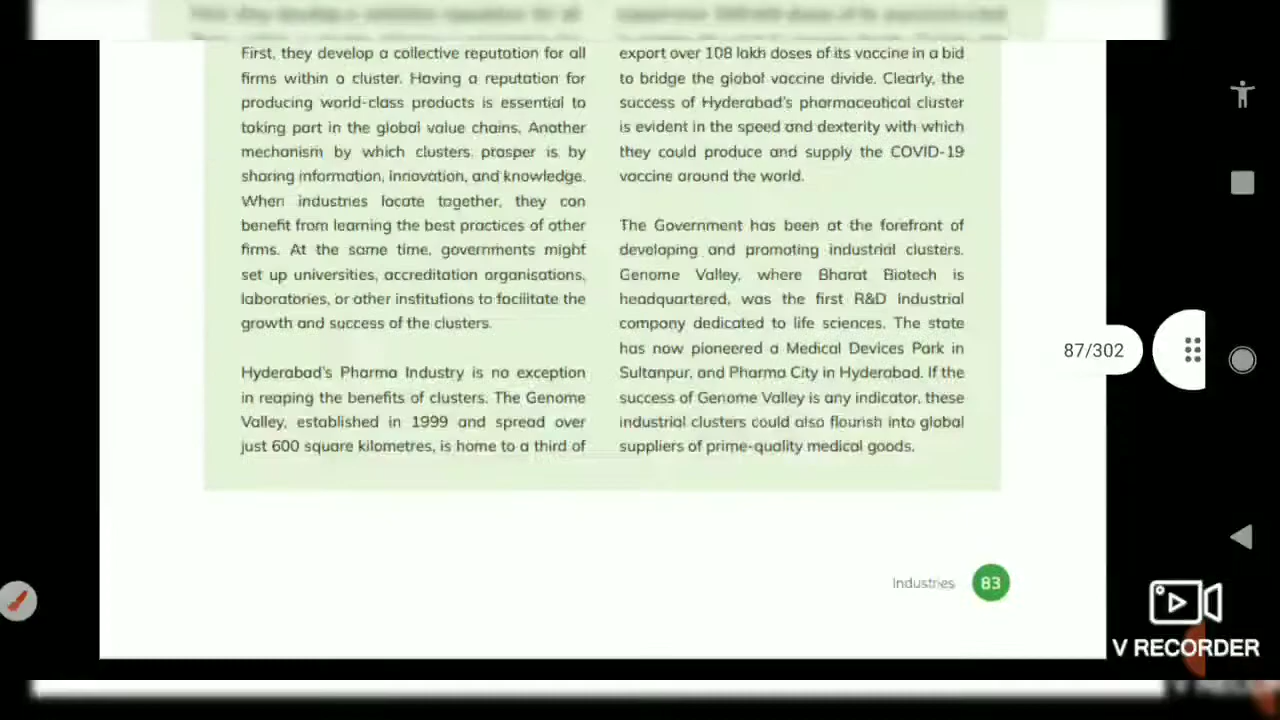 First, they develop a collective reputation for all
firms within a cluster. Having a reputation for
producing world-class products is essential to
taking part in the global value chains. Another
mechanism by which clusters prosper is by
sharing information, innovation, and knowledge.
When industries locate together, they can
benefit from learning the best practices of other
firms. At the same time, governments might
set up universities, accreditation organisations,
laboratories, or other institutions to facilitate the
growth and success of the clusters.
Hyderabad's Pharma Industry is no exception
in reaping the benefits of clusters. The Genome
Valley, established in 1999 and spread over
just 600 square kilometres, is home to a third of
export over 108 lakh doses of its vaccine in a bid
to bridge the global vaccine divide. Clearly, the
success of Hyderabad's pharmaceutical cluster
is evident in the speed and dexterity with which
they could produce and supply the COVID-19
vaccine around the world.
The Government has been at the forefront of
developing and promoting industrial clusters.
Genome Valley, where Bharat Biotech is
headquartered, was the first R&D Industrial
company dedicated to life sciences. The state
has now pioneered a Medical Devices Park in
Sultanpur, and Pharma City in Hyderabad. If the
success of Genome Valley is any indicator, these
industrial clusters could also flourish into global
suppliers of prime-quality medical goods.
Industries 83
87/302
V RECORDER